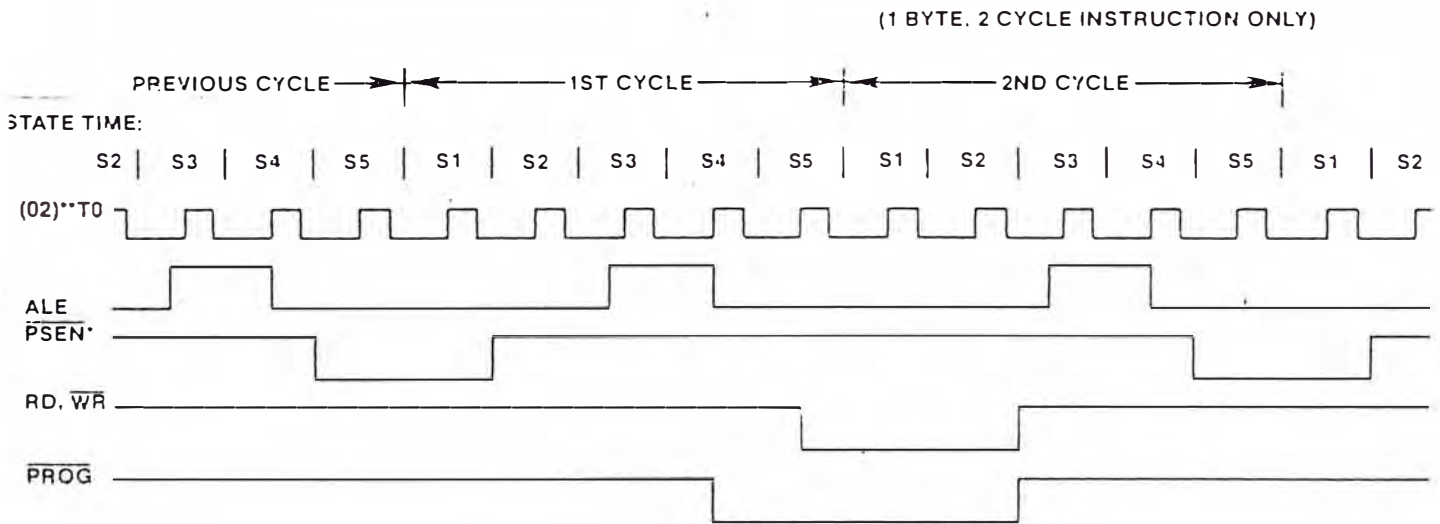 (1 BYTE, 2 CYCLE INSTRUCTION ONLY)
PREVIOUS CYCLE 1ST CYCLE 2ND CYCLE
STATE TIME:
S2 | S3 | S4 | S5 | S1 | S2 | S3 | S4 | S5 | S1 | S2 | S3 | S4 | S5 | S1 | S2
(02)**T0
ALE
PSEN*
RD, WR
PROG